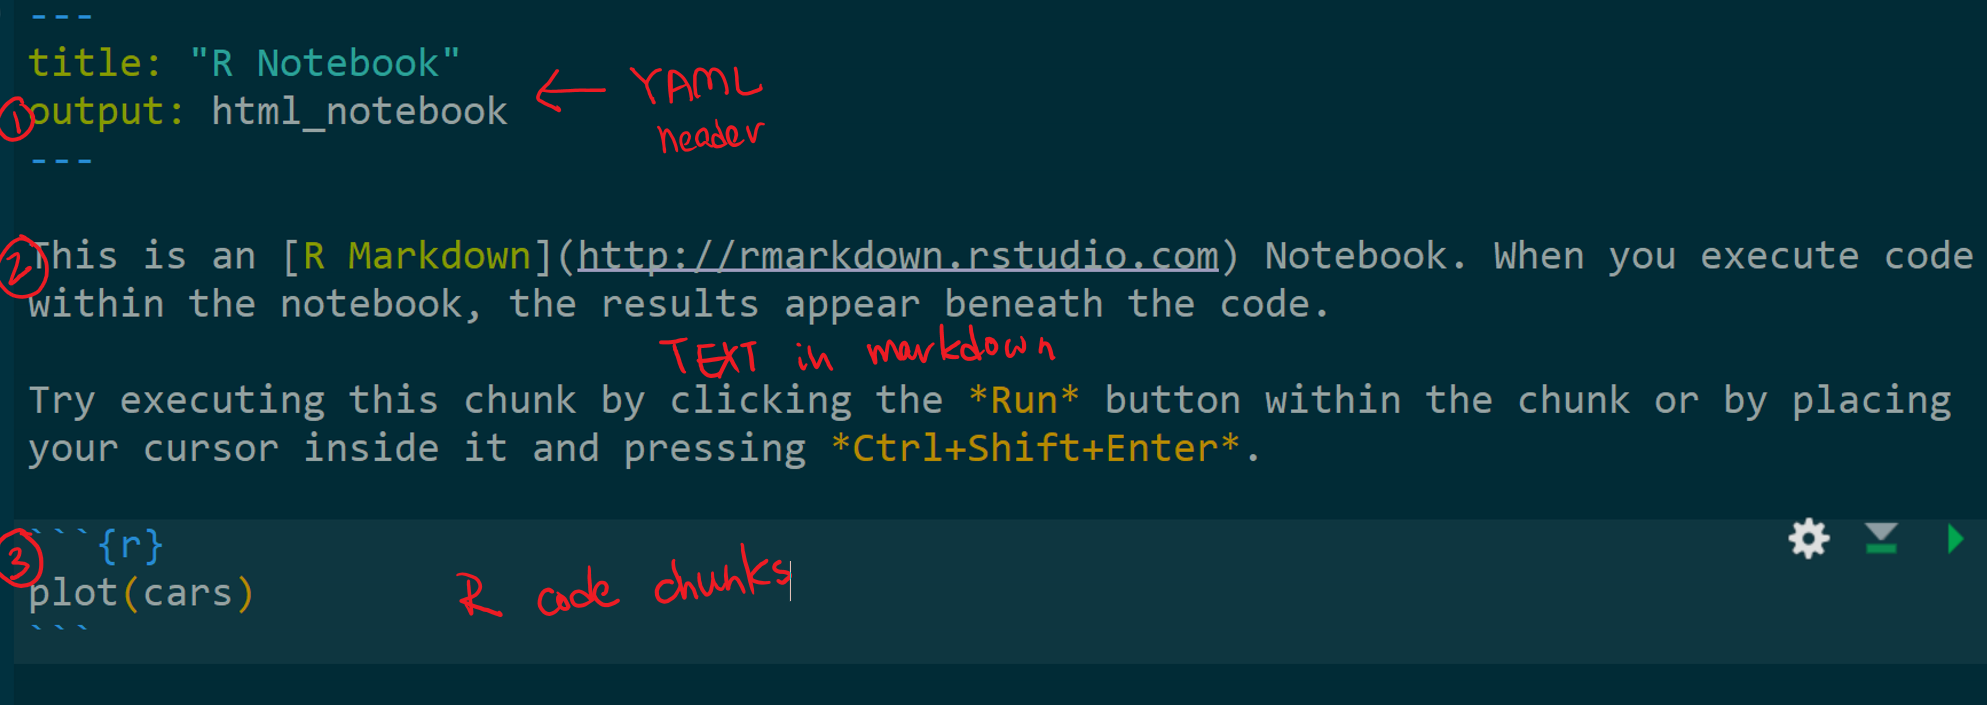 ---
title: "R Notebook"
← YAML
① output: html_notebook
header
---
② This is an [R Markdown](http://rmarkdown.rstudio.com) Notebook. When you execute code
within the notebook, the results appear beneath the code.
TEXT in markdown
Try executing this chunk by clicking the *Run* button within the chunk or by placing
your cursor inside it and pressing *Ctrl+Shift+Enter*.
③ ```{r}
plot(cars)
R code chunks
```